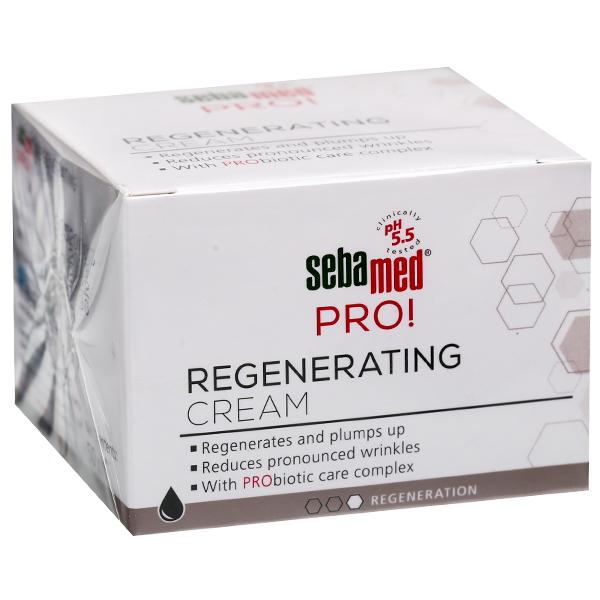 sebamed
PRO!
REGENERATING
CREAM
▪ Regenerates and plumps up
▪ Reduces pronounced wrinkles
▪ With PRObiotic care complex
clinically
pH
5.5
tested
sebamed®
PRO!
REGENERATING
CREAM
▪ Regenerates and plumps up
▪ Reduces pronounced wrinkles
▪ With PRObiotic care complex
REGENERATION